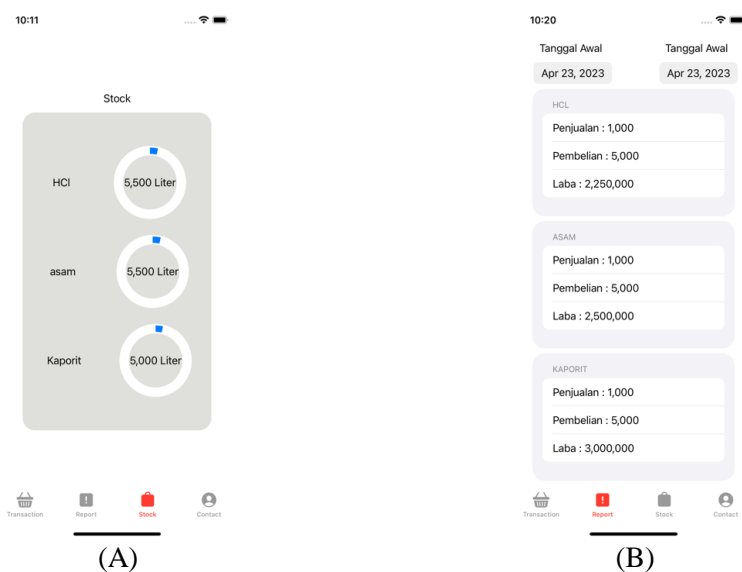 10:11
Stock
HCl
5,500 Liter
asam
5,500 Liter
Kaporit
5,000 Liter
Transaction Report Stock Contact
(A)
10:20
Tanggal Awal Tanggal Awal
Apr 23, 2023 Apr 23, 2023
HCL
Penjualan : 1,000
Pembelian : 5,000
Laba : 2,250,000
ASAM
Penjualan : 1,000
Pembelian : 5,000
Laba : 2,500,000
KAPORIT
Penjualan : 1,000
Pembelian : 5,000
Laba : 3,000,000
Transaction Report Stock Contact
(B)